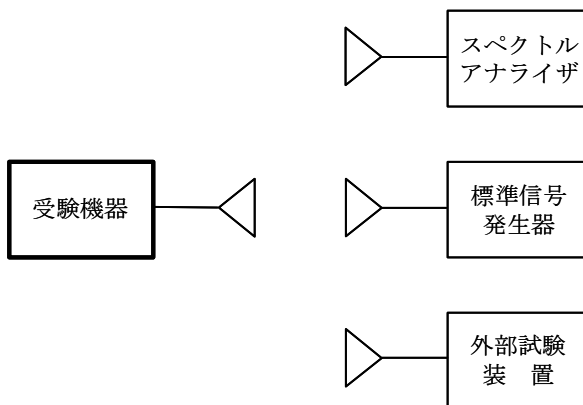 スペクトル
アナライザ
受験機器
標準信号
発生器
外部試験
装　置